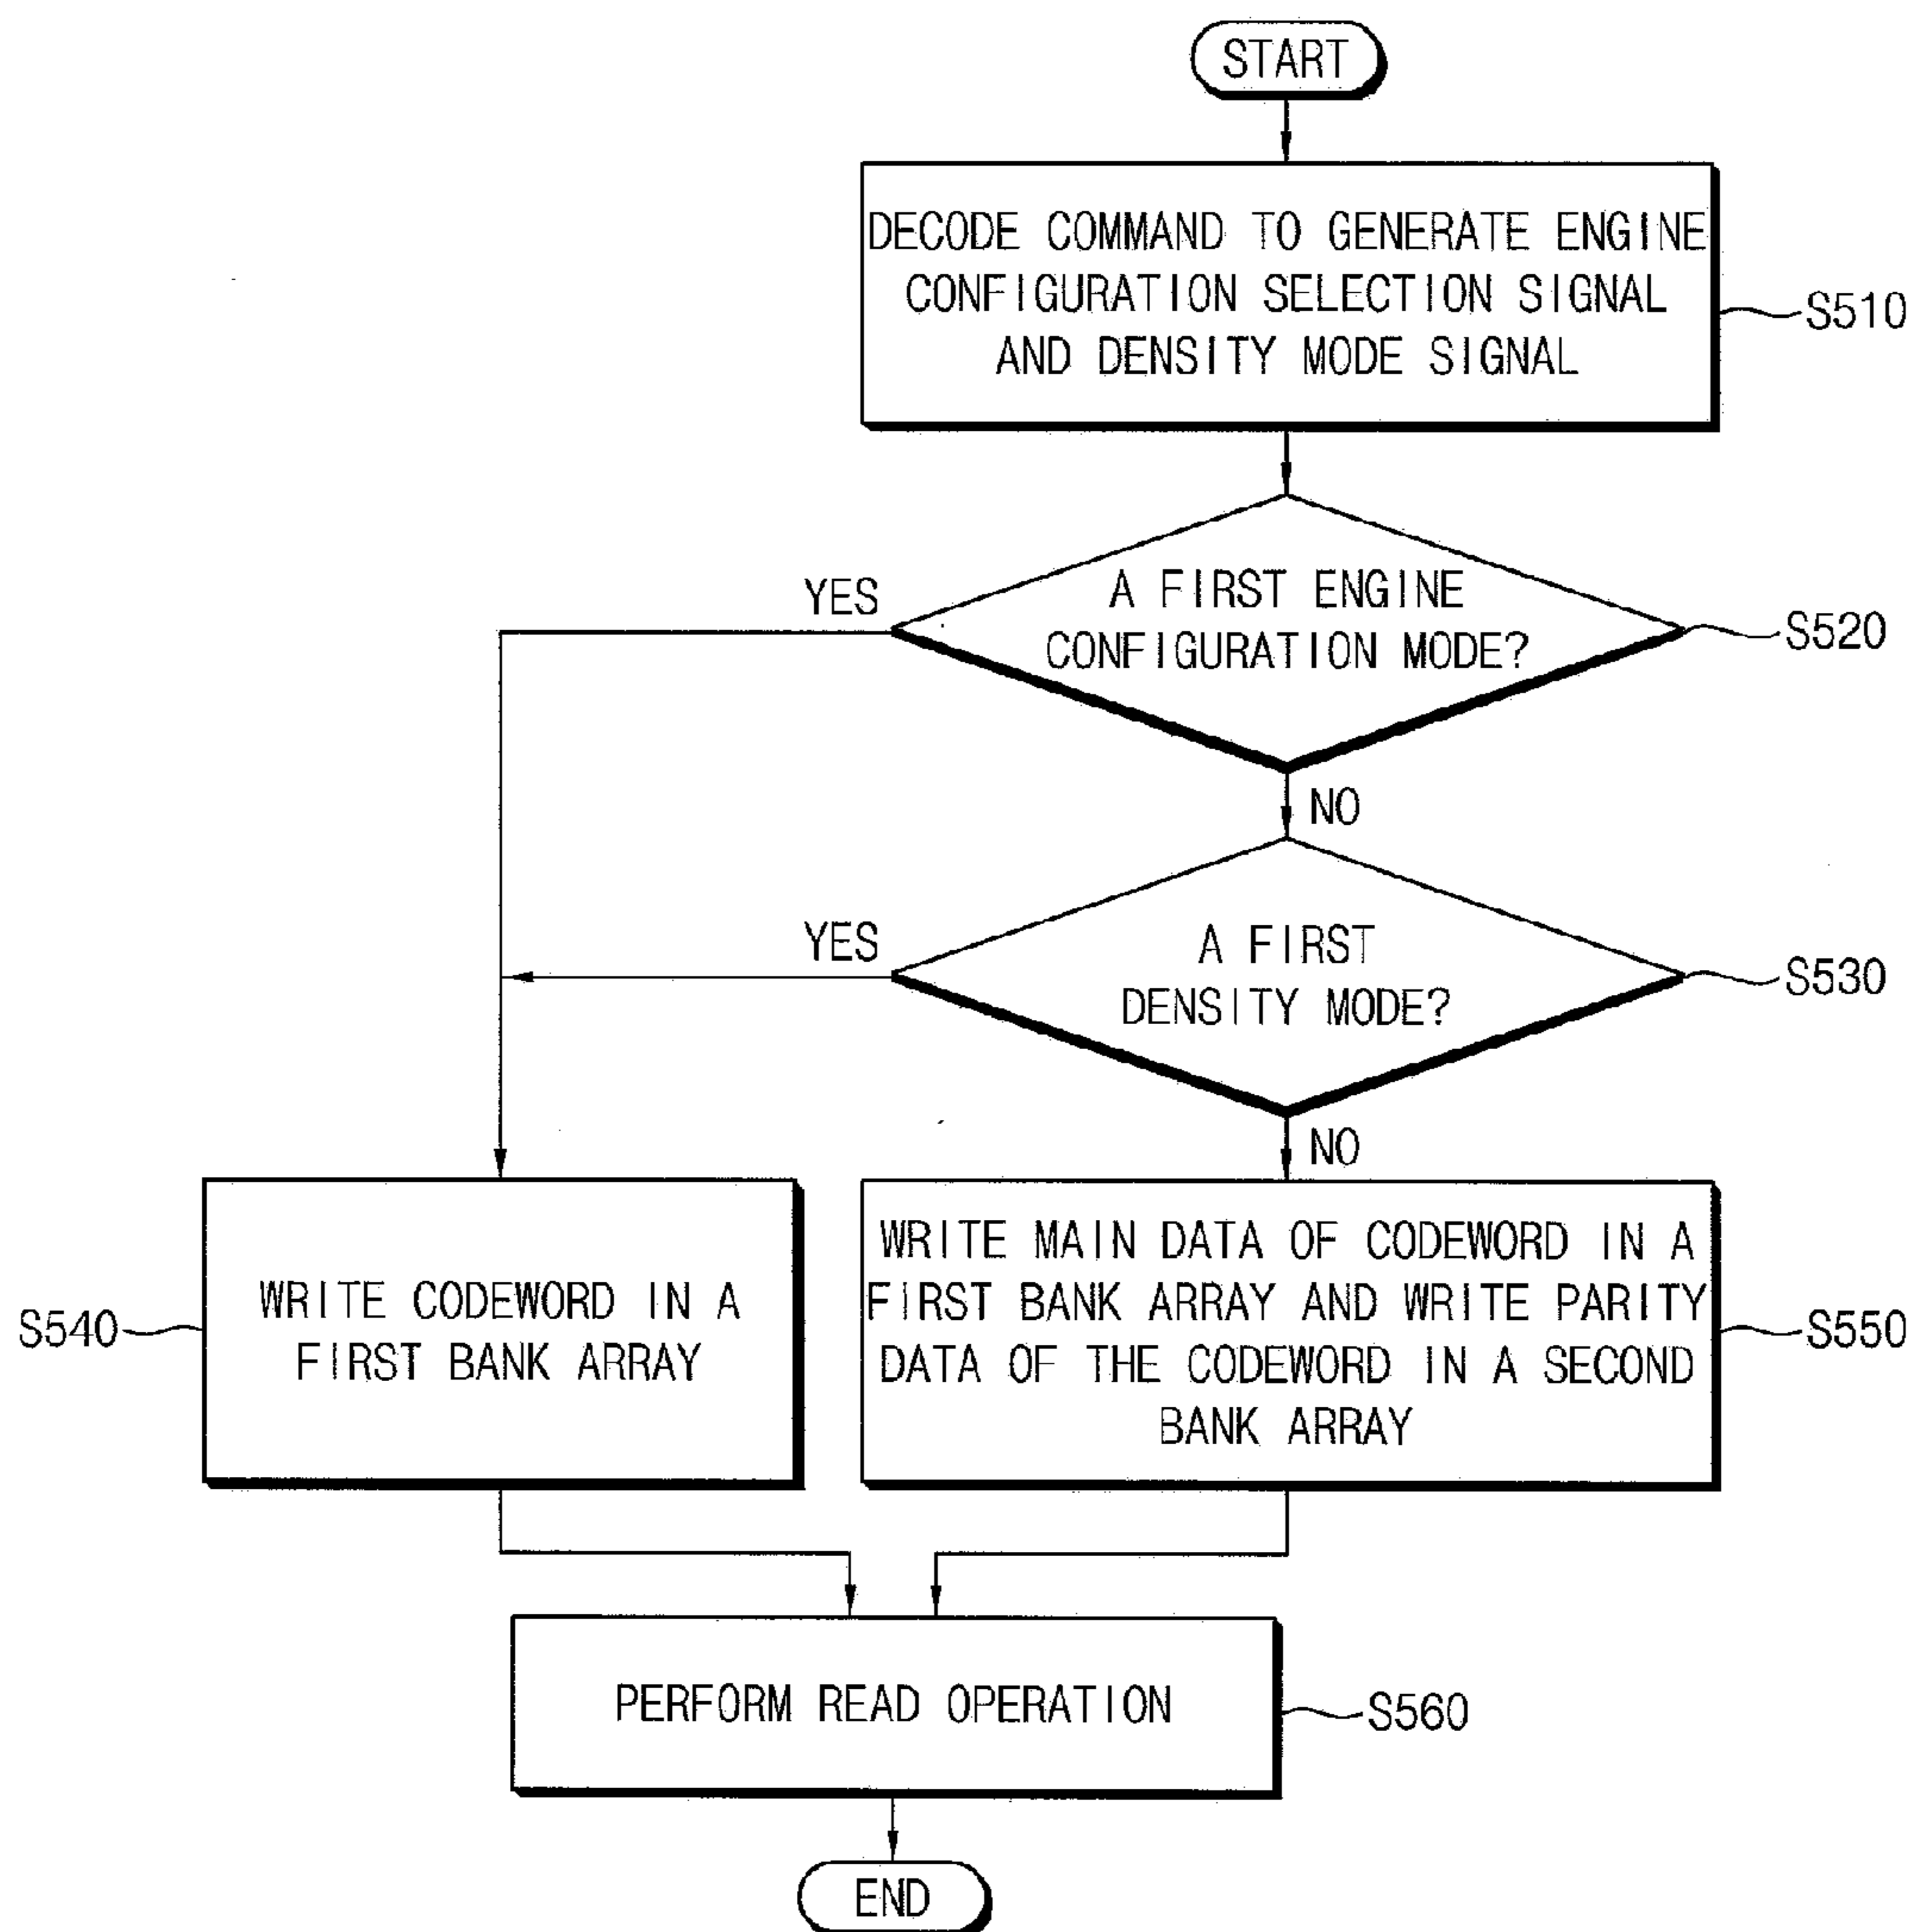 START
DECODE COMMAND TO GENERATE ENGINE
CONFIGURATION SELECTION SIGNAL
AND DENSITY MODE SIGNAL
S510
YES
A FIRST ENGINE
CONFIGURATION MODE?
S520
NO
YES
A FIRST
DENSITY MODE?
S530
NO
S540
WRITE CODEWORD IN A
FIRST BANK ARRAY
WRITE MAIN DATA OF CODEWORD IN A
FIRST BANK ARRAY AND WRITE PARITY
DATA OF THE CODEWORD IN A SECOND
BANK ARRAY
S550
PERFORM READ OPERATION
S560
END